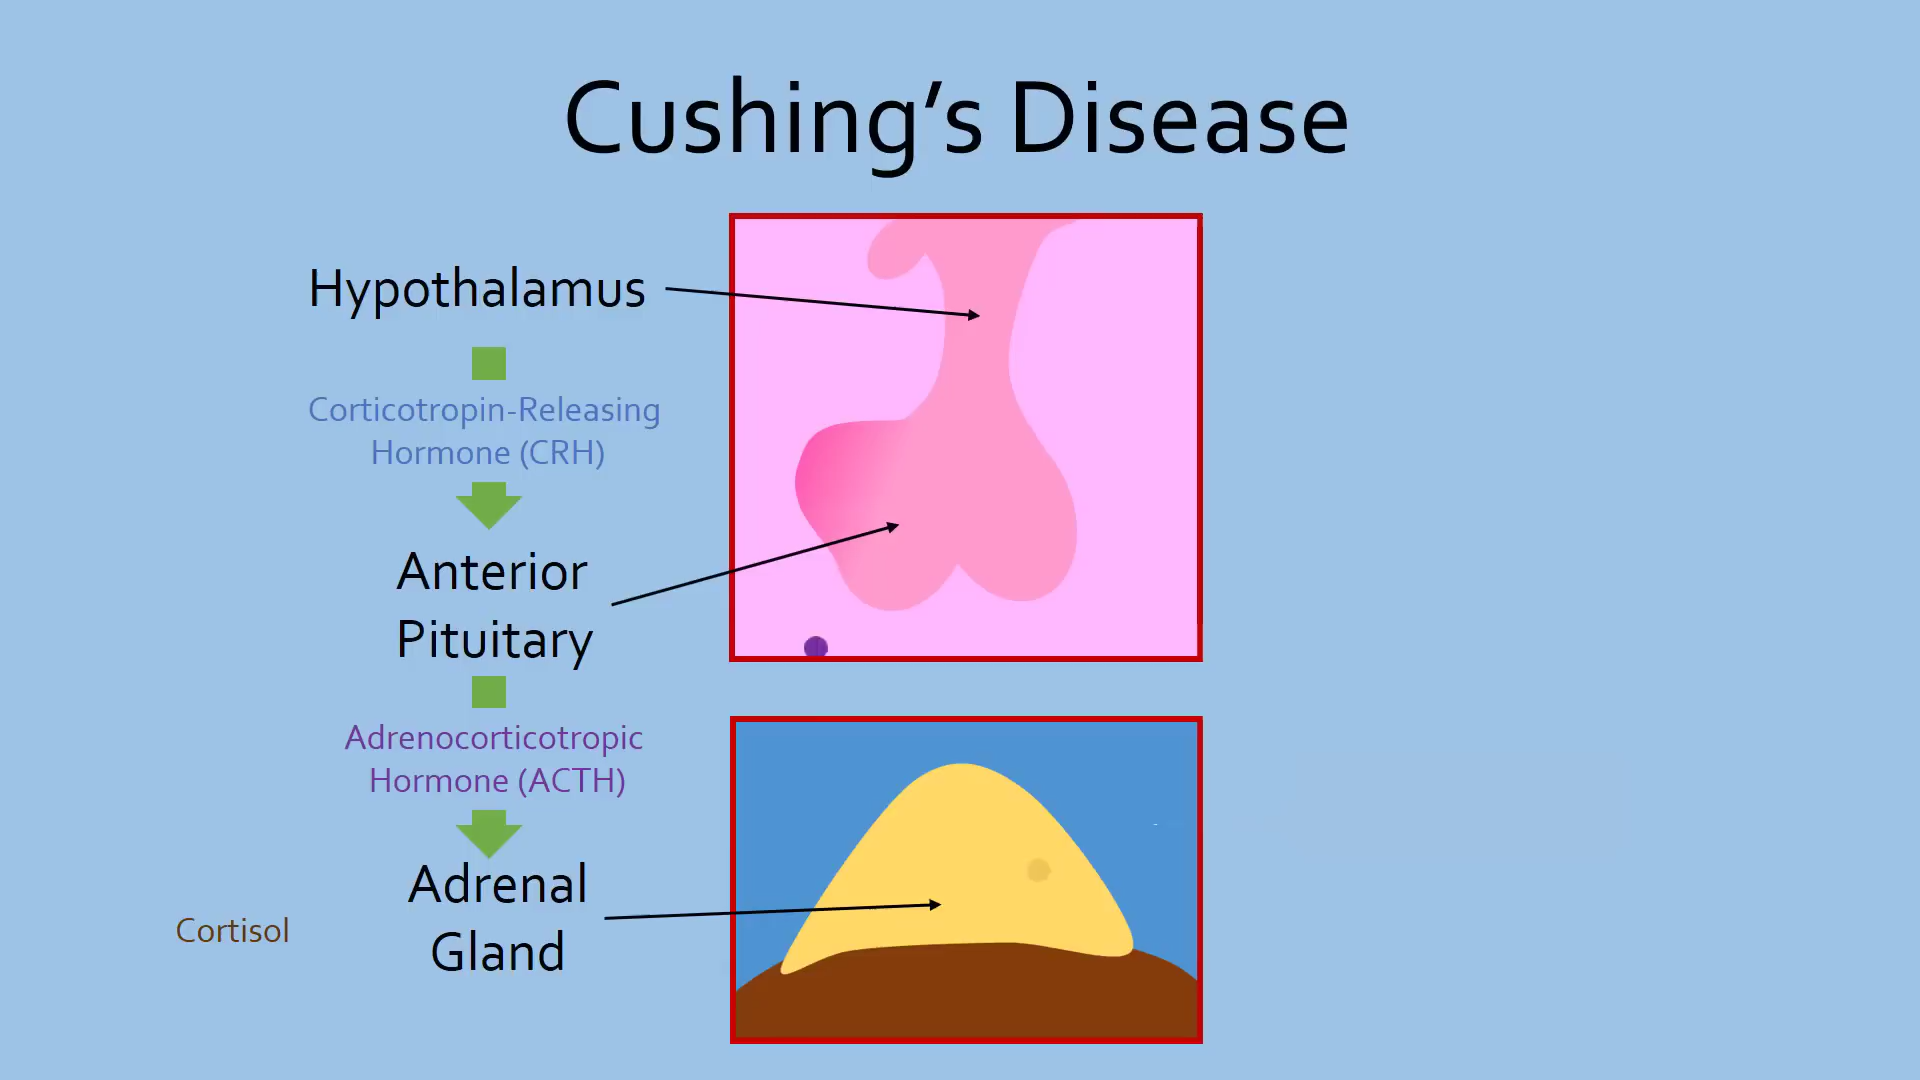 Cushing’s Disease
Hypothalamus
Corticotropin-Releasing
Hormone (CRH)
Anterior
Pituitary
Adrenocorticotropic
Hormone (ACTH)
Adrenal
Gland
Cortisol